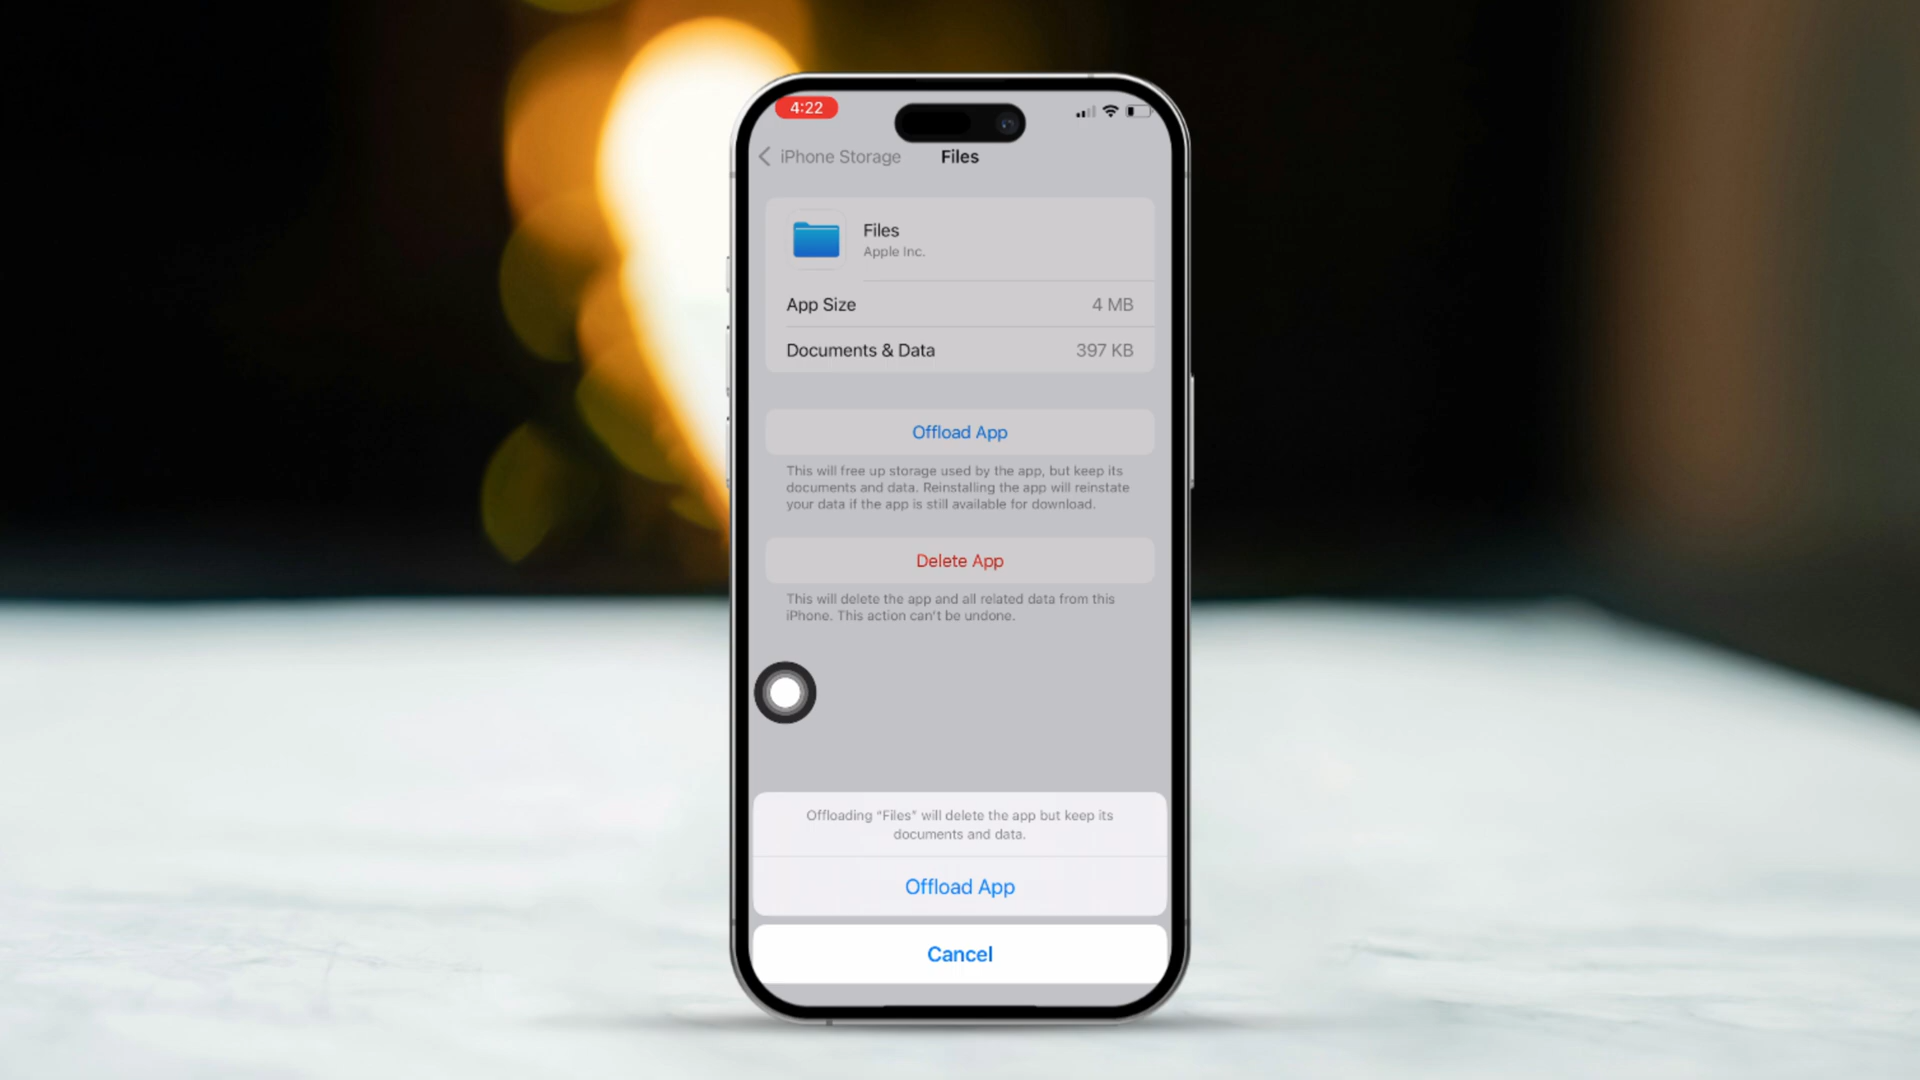 4:22
iPhone Storage
Files
Files
Apple Inc.
App Size
4 MB
Documents & Data
397 KB
Offload App
This will free up storage used by the app, but keep its
documents and data. Reinstalling the app will reinstate
your data if the app is still available for download.
Delete App
This will delete the app and all related data from this
iPhone. This action can't be undone.
Offloading "Files" will delete the app but keep its
documents and data.
Offload App
Cancel